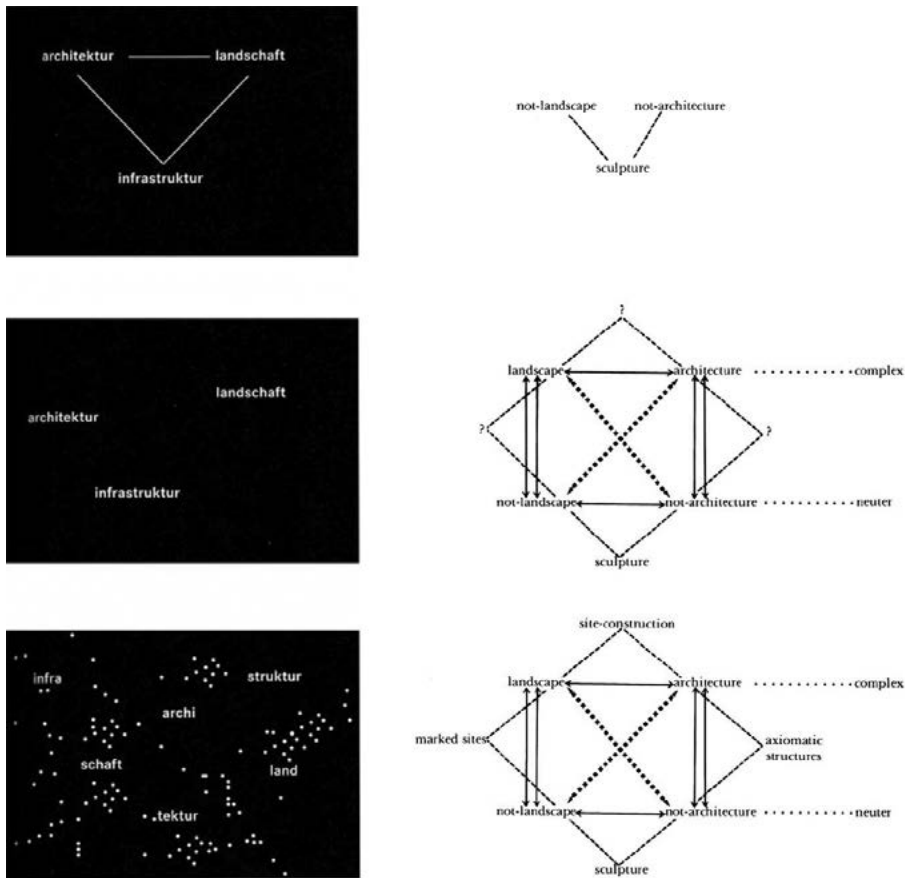 architektur
landschaft
infrastruktur
not-landscape
not-architecture
sculpture
landschaft
architektur
infrastruktur
?
landscape
architecture
complex
?
?
not-landscape
not-architecture
neuter
sculpture
infra
struktur
archi
schaft
land
tektur
site-construction
landscape
architecture
complex
marked sites
axiomatic
structures
not-landscape
not-architecture
neuter
sculpture